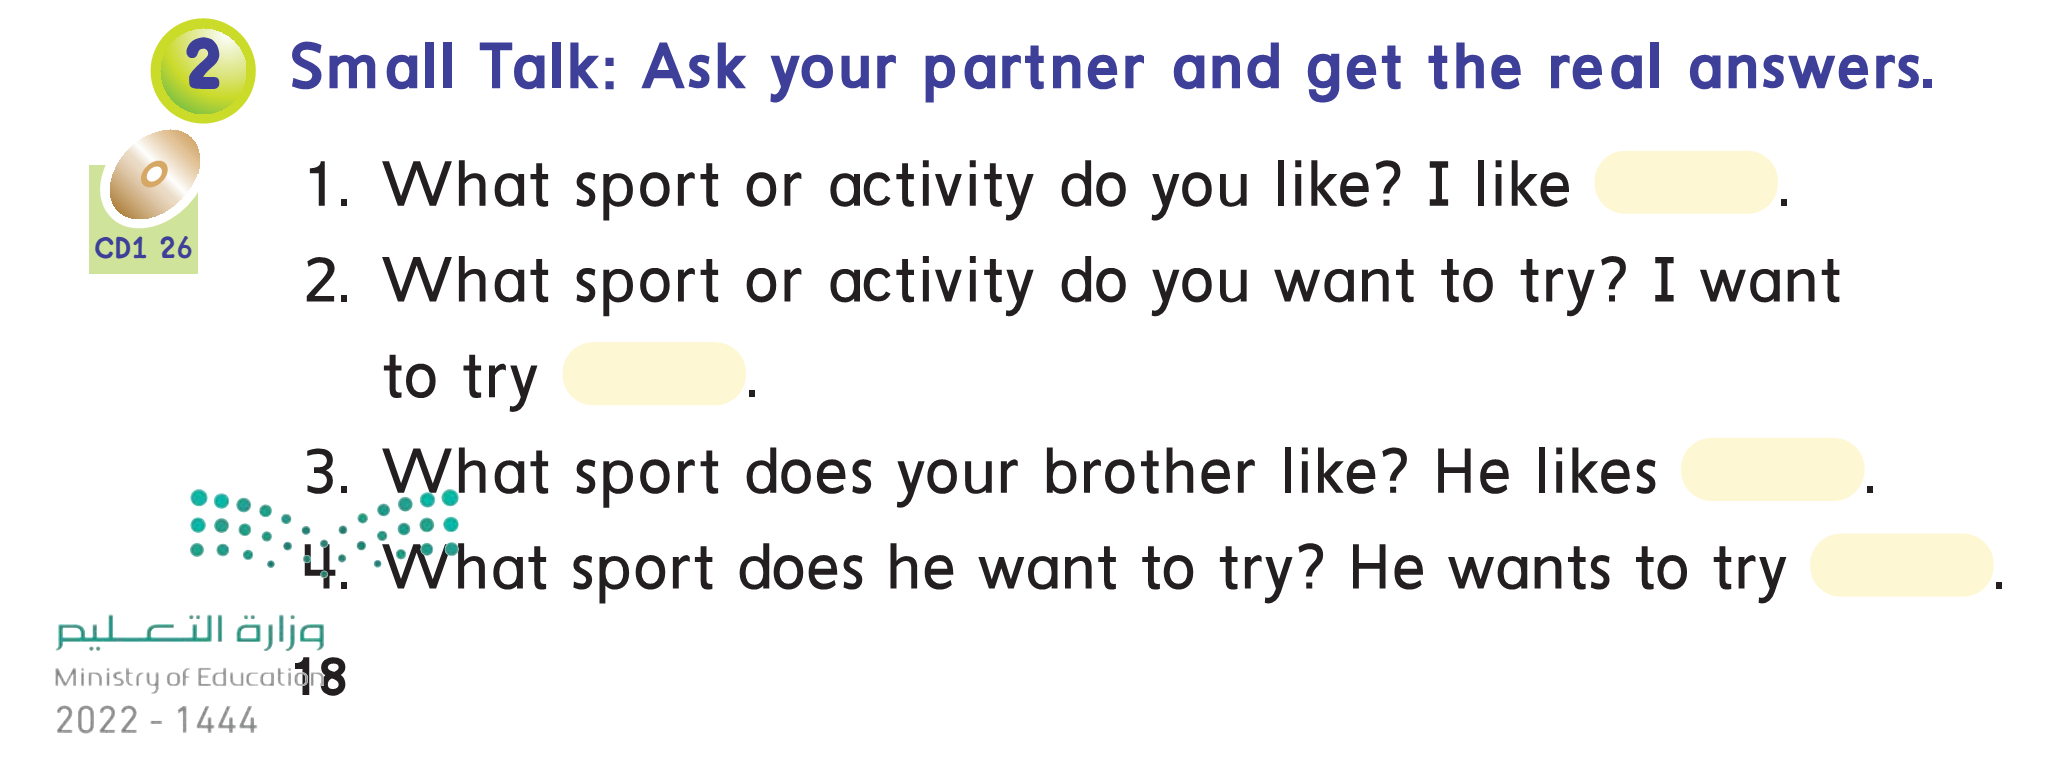 2 Small Talk: Ask your partner and get the real answers.
CD1 26
1. What sport or activity do you like? I like .
2. What sport or activity do you want to try? I want
to try .
3. What sport does your brother like? He likes .
4. What sport does he want to try? He wants to try .
وزارة التعليم
Ministry of Education
18
2022 - 1444